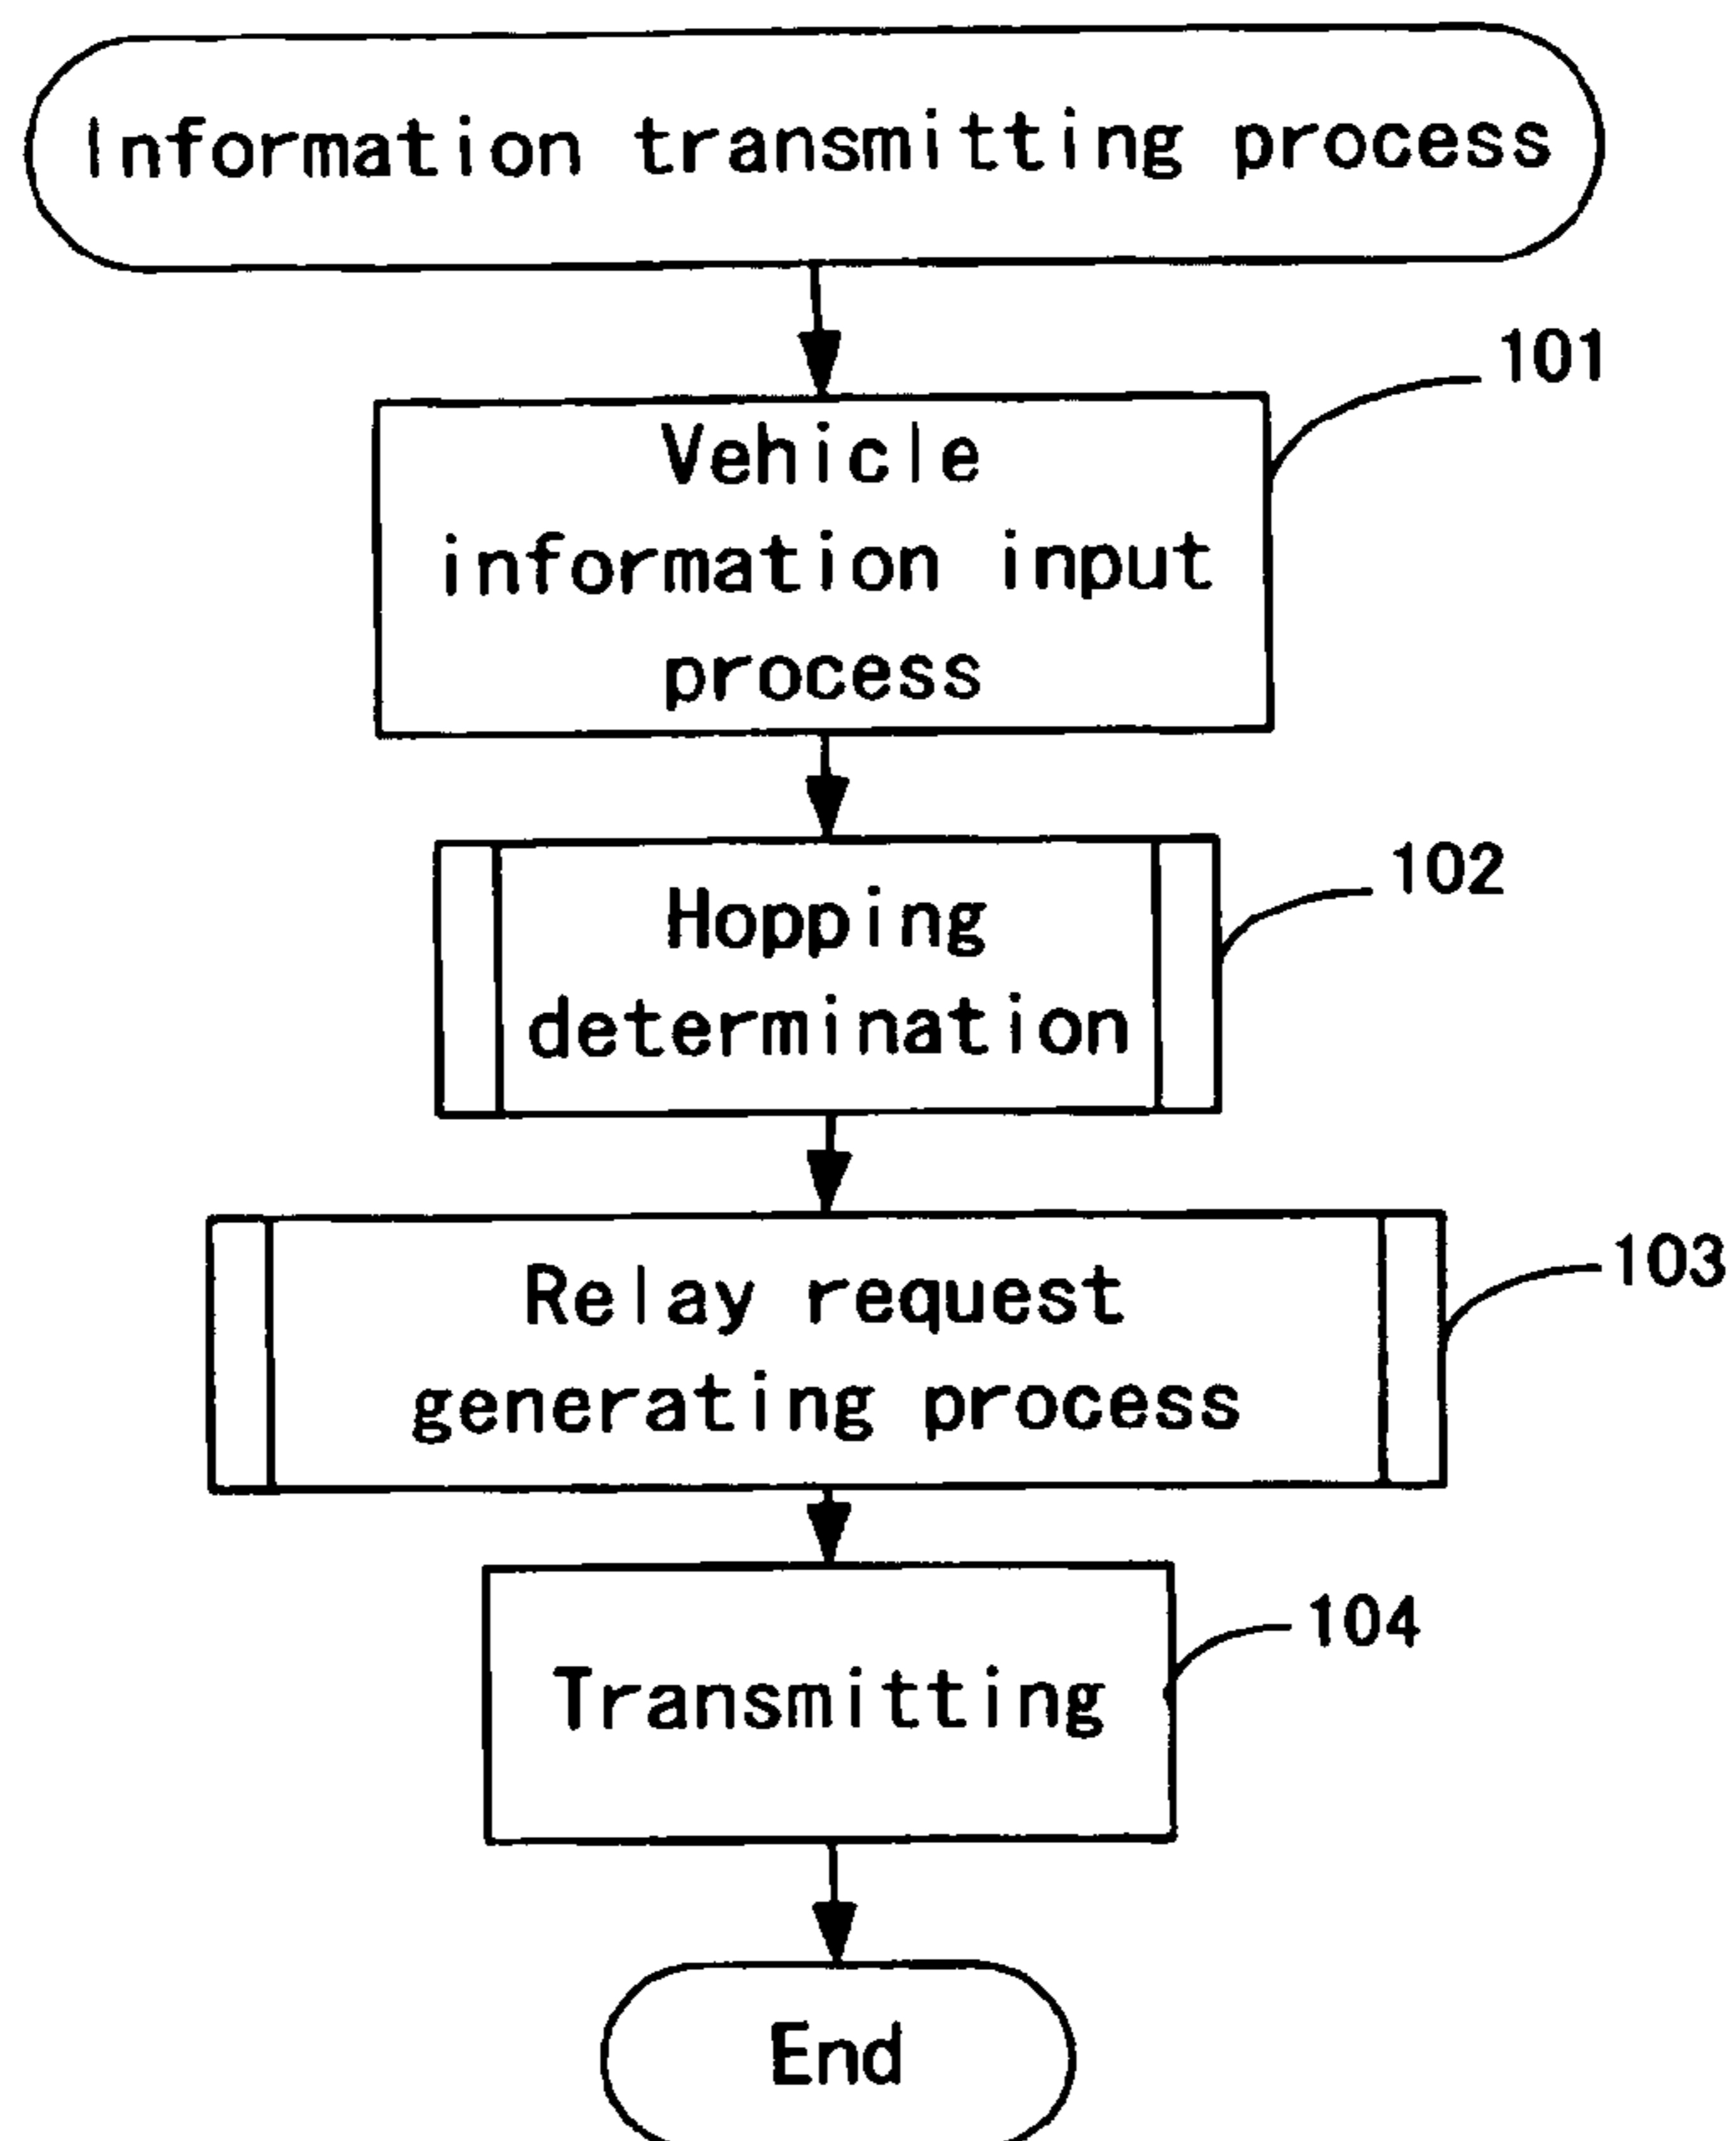 Information transmitting process
101
Vehicle
information input
process
102
Hopping
determination
103
Relay request
generating process
104
Transmitting
End